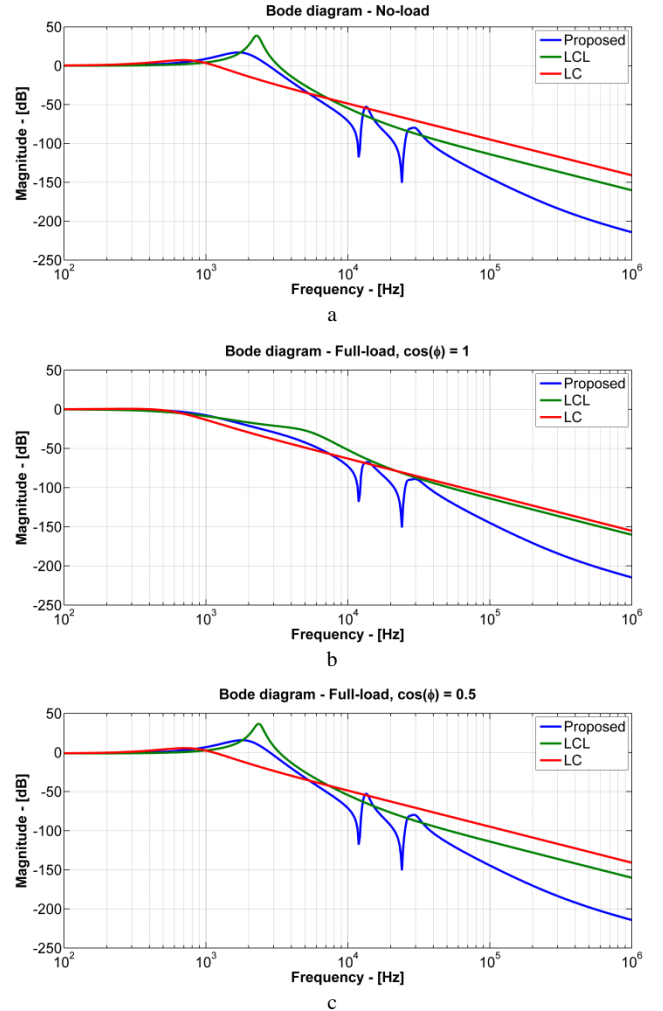 Bode diagram - No-load
Magnitude - [dB]
50
0
-50
-100
-150
-200
-250
Proposed
LCL
LC
10^2
10^3
10^4
10^5
10^6
Frequency - [Hz]
a
Bode diagram - Full-load, cos(ϕ) = 1
Magnitude - [dB]
50
0
-50
-100
-150
-200
-250
Proposed
LCL
LC
10^2
10^3
10^4
10^5
10^6
Frequency - [Hz]
b
Bode diagram - Full-load, cos(ϕ) = 0.5
Magnitude - [dB]
50
0
-50
-100
-150
-200
-250
Proposed
LCL
LC
10^2
10^3
10^4
10^5
10^6
Frequency - [Hz]
c